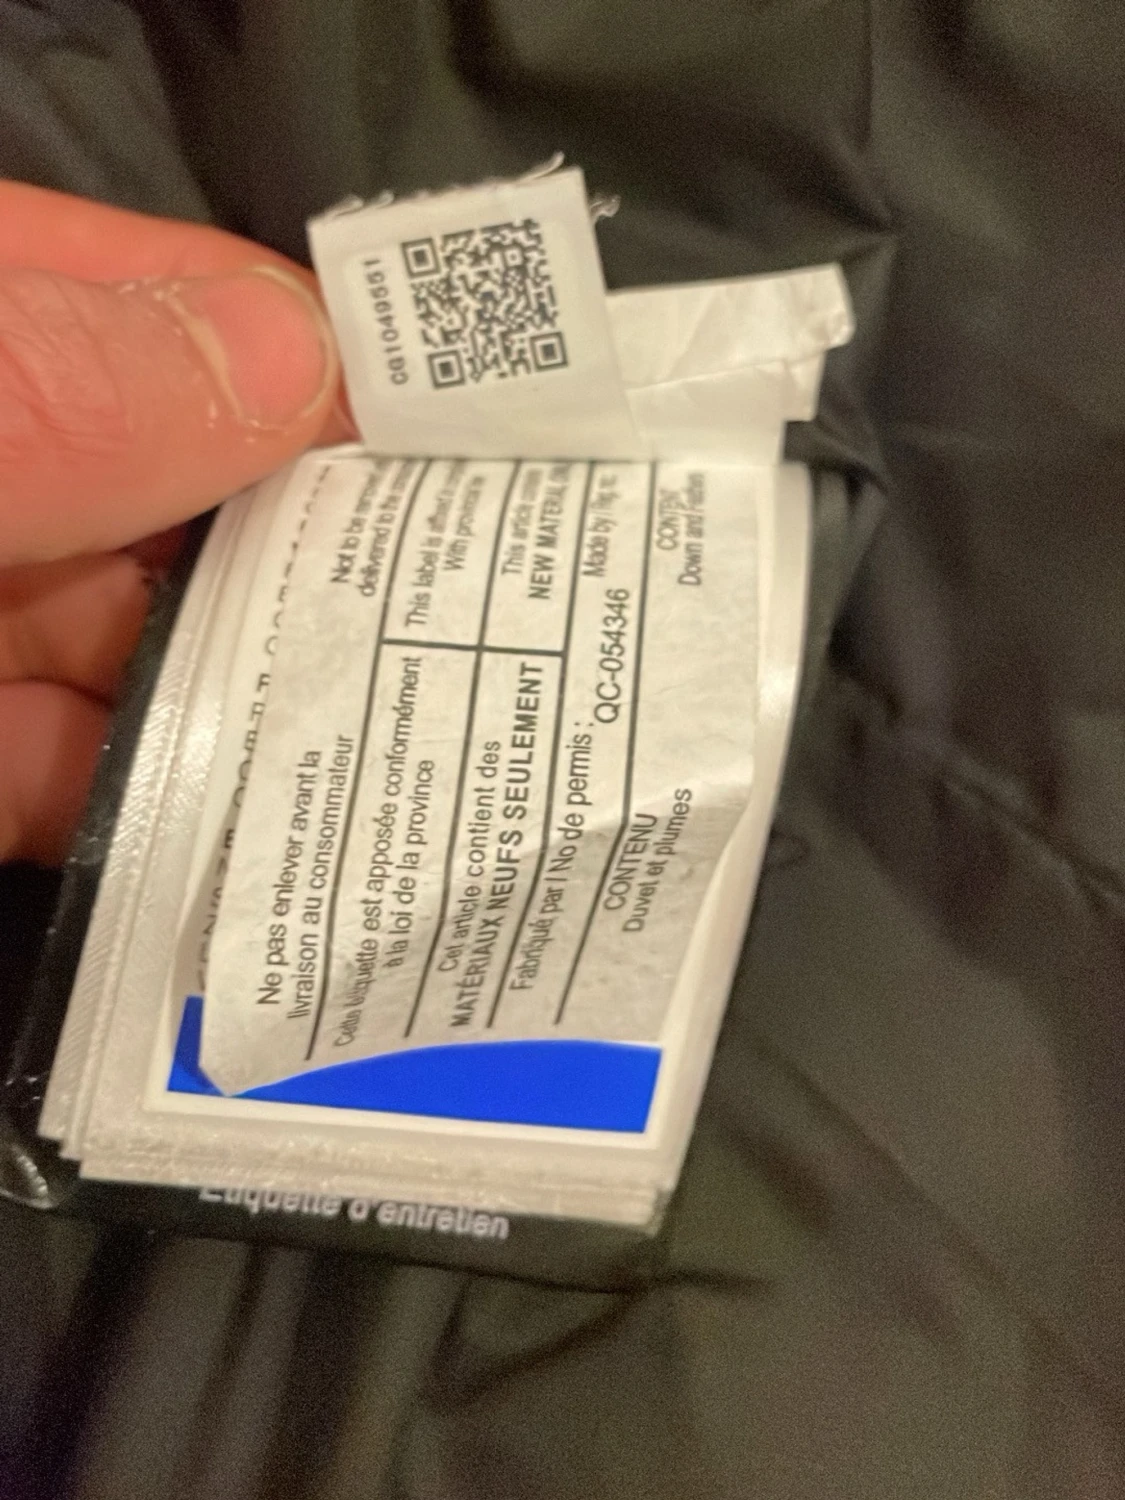 CG1049551
Ne pas enlever avant la
livraison au consommateur
Not to be removed
delivered to the
Cette étiquette est apposée conformément
à la loi de la province
This label is affixed in
With provincial
Cet article contient des
MATÉRIAUX NEUFS SEULEMENT
This article
NEW MATERIAL
Fabriqué par / No de permis :
Made by / Reg.
QC-054346
CONTENU
Duvet et plumes
CONTENT
Down and
Étiquette d'entretien